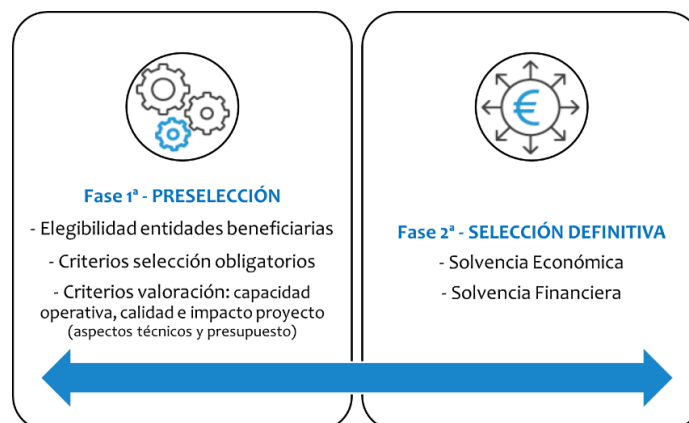 Fase 1ª - PRESELECCIÓN
- Elegibilidad entidades beneficiarias
- Criterios selección obligatorios
- Criterios valoración: capacidad
operativa, calidad e impacto proyecto
(aspectos técnicos y presupuesto)
€
Fase 2ª - SELECCIÓN DEFINITIVA
- Solvencia Económica
- Solvencia Financiera